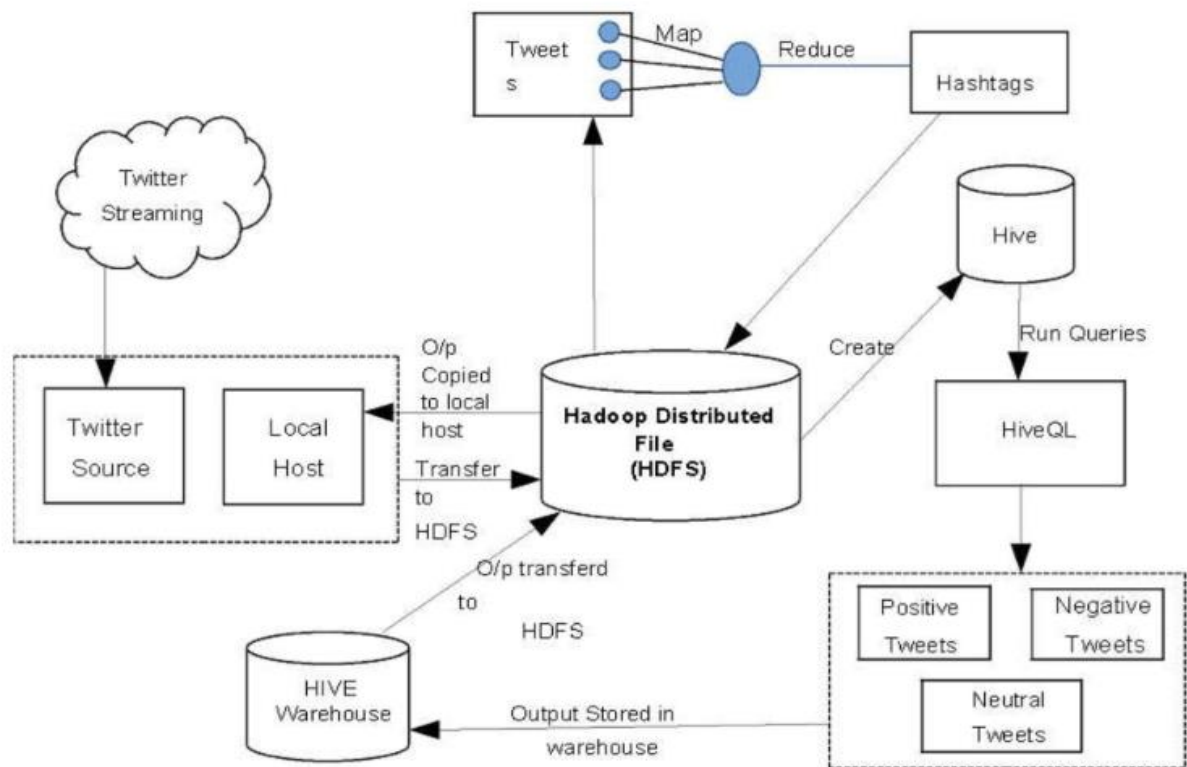 Tweet
s
Map
Reduce
Hashtags
Twitter
Streaming
Hive
Run Queries
Create
O/p
Copied
to local
host
Twitter
Source
Local
Host
Hadoop Distributed
File
(HDFS)
HiveQL
Transfer
to
HDFS
O/p transferd
to
HDFS
Positive
Tweets
Negative
Tweets
Neutral
Tweets
HIVE
Warehouse
Output Stored in
warehouse